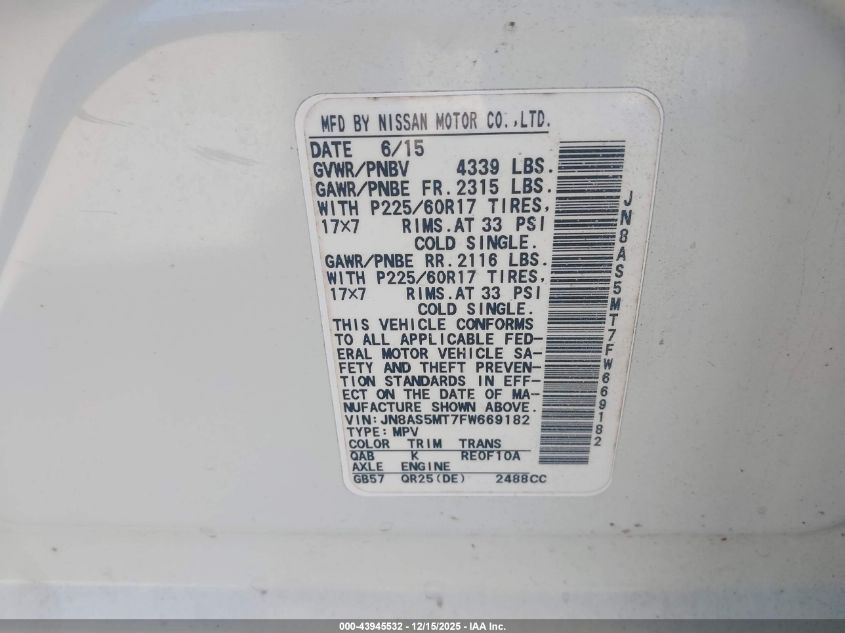 MFD BY NISSAN MOTOR CO.,LTD.
DATE 6/15
GVWR/PNBV 4339 LBS.
GAWR/PNBE FR. 2315 LBS.
WITH P225/60R17 TIRES,
17×7 RIMS.AT 33 PSI
COLD SINGLE.
GAWR/PNBE RR. 2116 LBS.
WITH P225/60R17 TIRES,
17×7 RIMS.AT 33 PSI
COLD SINGLE.
THIS VEHICLE CONFORMS
TO ALL APPLICABLE FED-
ERAL MOTOR VEHICLE SA-
FETY AND THEFT PREVEN-
TION STANDARDS IN EFF-
ECT ON THE DATE OF MA-
NUFACTURE SHOWN ABOVE.
VIN: JN8AS5MT7FW669182
TYPE: MPV
COLOR TRIM TRANS
QAB K RE0F10A
AXLE ENGINE
GB57 QR25(DE) 2488CC
JN8AS5MT7FW669182
000-43945532 - 12/15/2025 - IAA Inc.